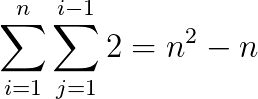 \sum_{i=1}^{n} \sum_{j=1}^{i-1} 2 = n^2 - n